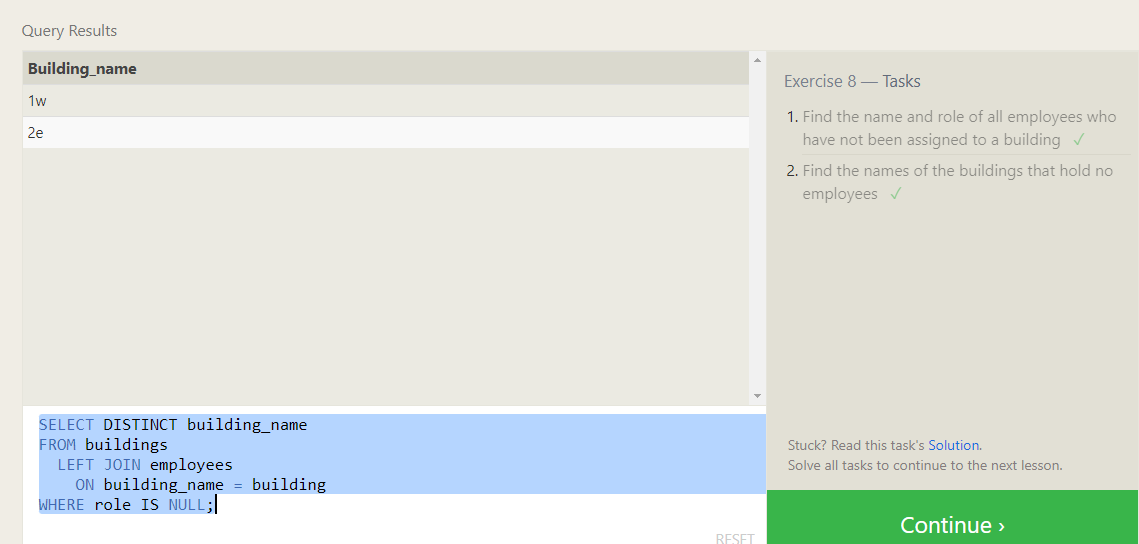 Query Results
Building_name
1w
2e
SELECT DISTINCT building_name
FROM buildings
LEFT JOIN employees
ON building_name = building
WHERE role IS NULL;
RESET
Exercise 8 — Tasks
1. Find the name and role of all employees who
have not been assigned to a building ✓
2. Find the names of the buildings that hold no
employees ✓
Stuck? Read this task's Solution.
Solve all tasks to continue to the next lesson.
Continue ›